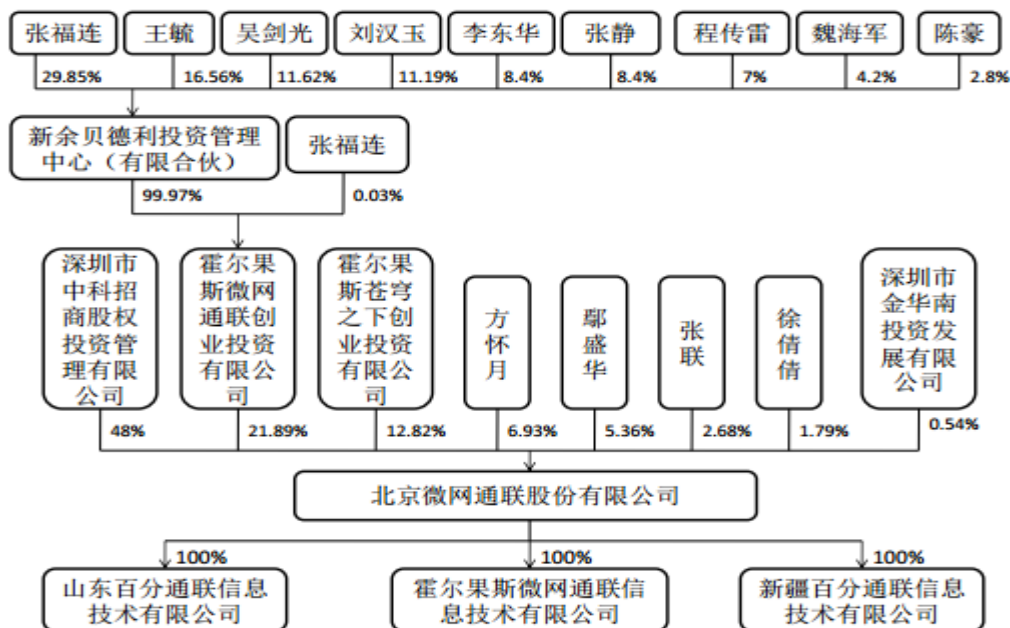 张福连
王毓
吴剑光
刘汉玉
李东华
张静
程传雷
魏海军
陈豪
29.85%
16.56%
11.62%
11.19%
8.4%
8.4%
7%
4.2%
2.8%
新余贝德利投资管理
中心（有限合伙）
张福连
99.97%
0.03%
深圳市
中科招
商股权
投资管
理有限
公司
霍尔果
斯微网
通联创
业投资
有限公
司
霍尔果
斯苍穹
之下创
业投资
有限公
司
方
怀
月
鄢
盛
华
张
联
徐
倩
倩
深圳市
金华南
投资发
展有限
公司
48%
21.89%
12.82%
6.93%
5.36%
2.68%
1.79%
0.54%
北京微网通联股份有限公司
100%
100%
100%
山东百分通联信息
技术有限公司
霍尔果斯微网通联信
息技术有限公司
新疆百分通联信息
技术有限公司